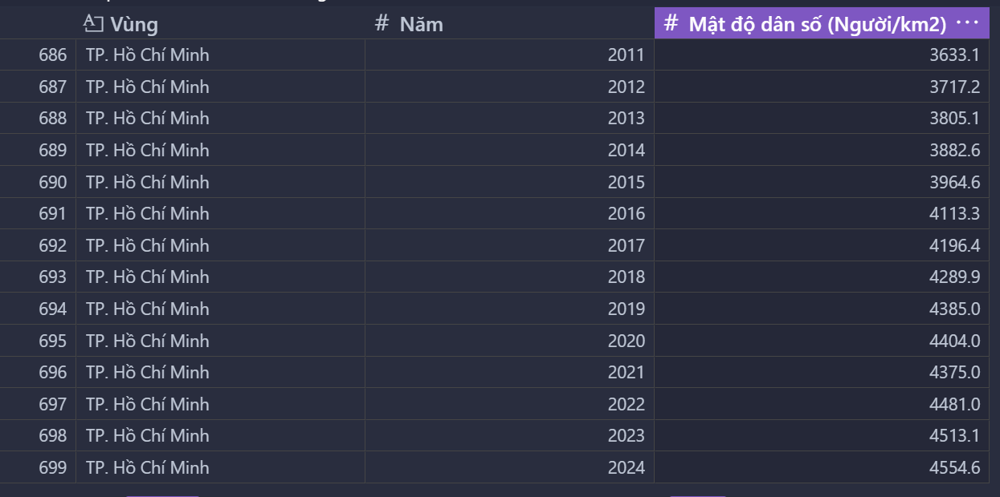 Vùng # Năm # Mật độ dân số (Người/km2) ...
686 TP. Hồ Chí Minh 2011 3633.1
687 TP. Hồ Chí Minh 2012 3717.2
688 TP. Hồ Chí Minh 2013 3805.1
689 TP. Hồ Chí Minh 2014 3882.6
690 TP. Hồ Chí Minh 2015 3964.6
691 TP. Hồ Chí Minh 2016 4113.3
692 TP. Hồ Chí Minh 2017 4196.4
693 TP. Hồ Chí Minh 2018 4289.9
694 TP. Hồ Chí Minh 2019 4385.0
695 TP. Hồ Chí Minh 2020 4404.0
696 TP. Hồ Chí Minh 2021 4375.0
697 TP. Hồ Chí Minh 2022 4481.0
698 TP. Hồ Chí Minh 2023 4513.1
699 TP. Hồ Chí Minh 2024 4554.6